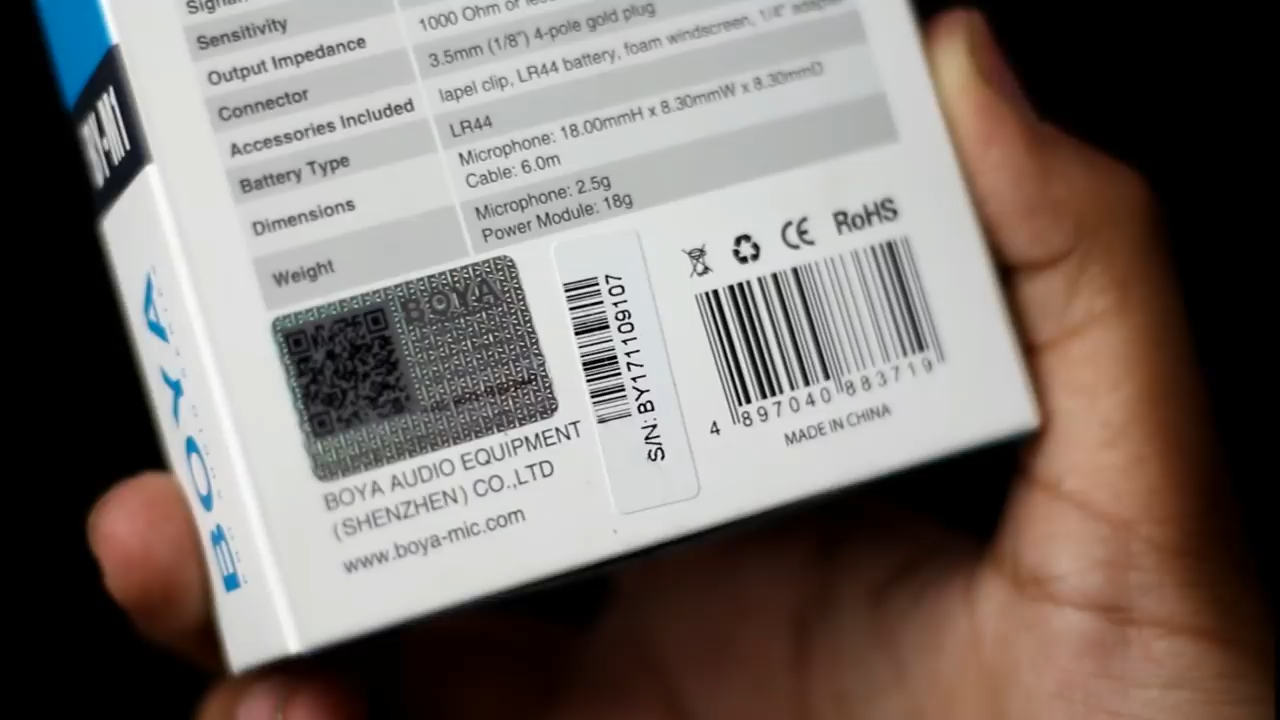 Sensitivity
Output Impedance 1000 Ohm or
Connector 3.5mm (1/8") 4-pole gold plug
Accessories Included lapel clip, LR44 battery, foam windscreen, 1/4"
Battery Type LR44
Dimensions Microphone: 18.00mmH x 8.30mmW x 8.30mmD
Cable: 6.0m
Weight Microphone: 2.5g
Power Module: 18g
CE RoHS
BOYA
S/N: BY171109107
4 897040 883719
MADE IN CHINA
BOYA AUDIO EQUIPMENT
(SHENZHEN) CO.,LTD
www.boya-mic.com
BY-M1
BOYA